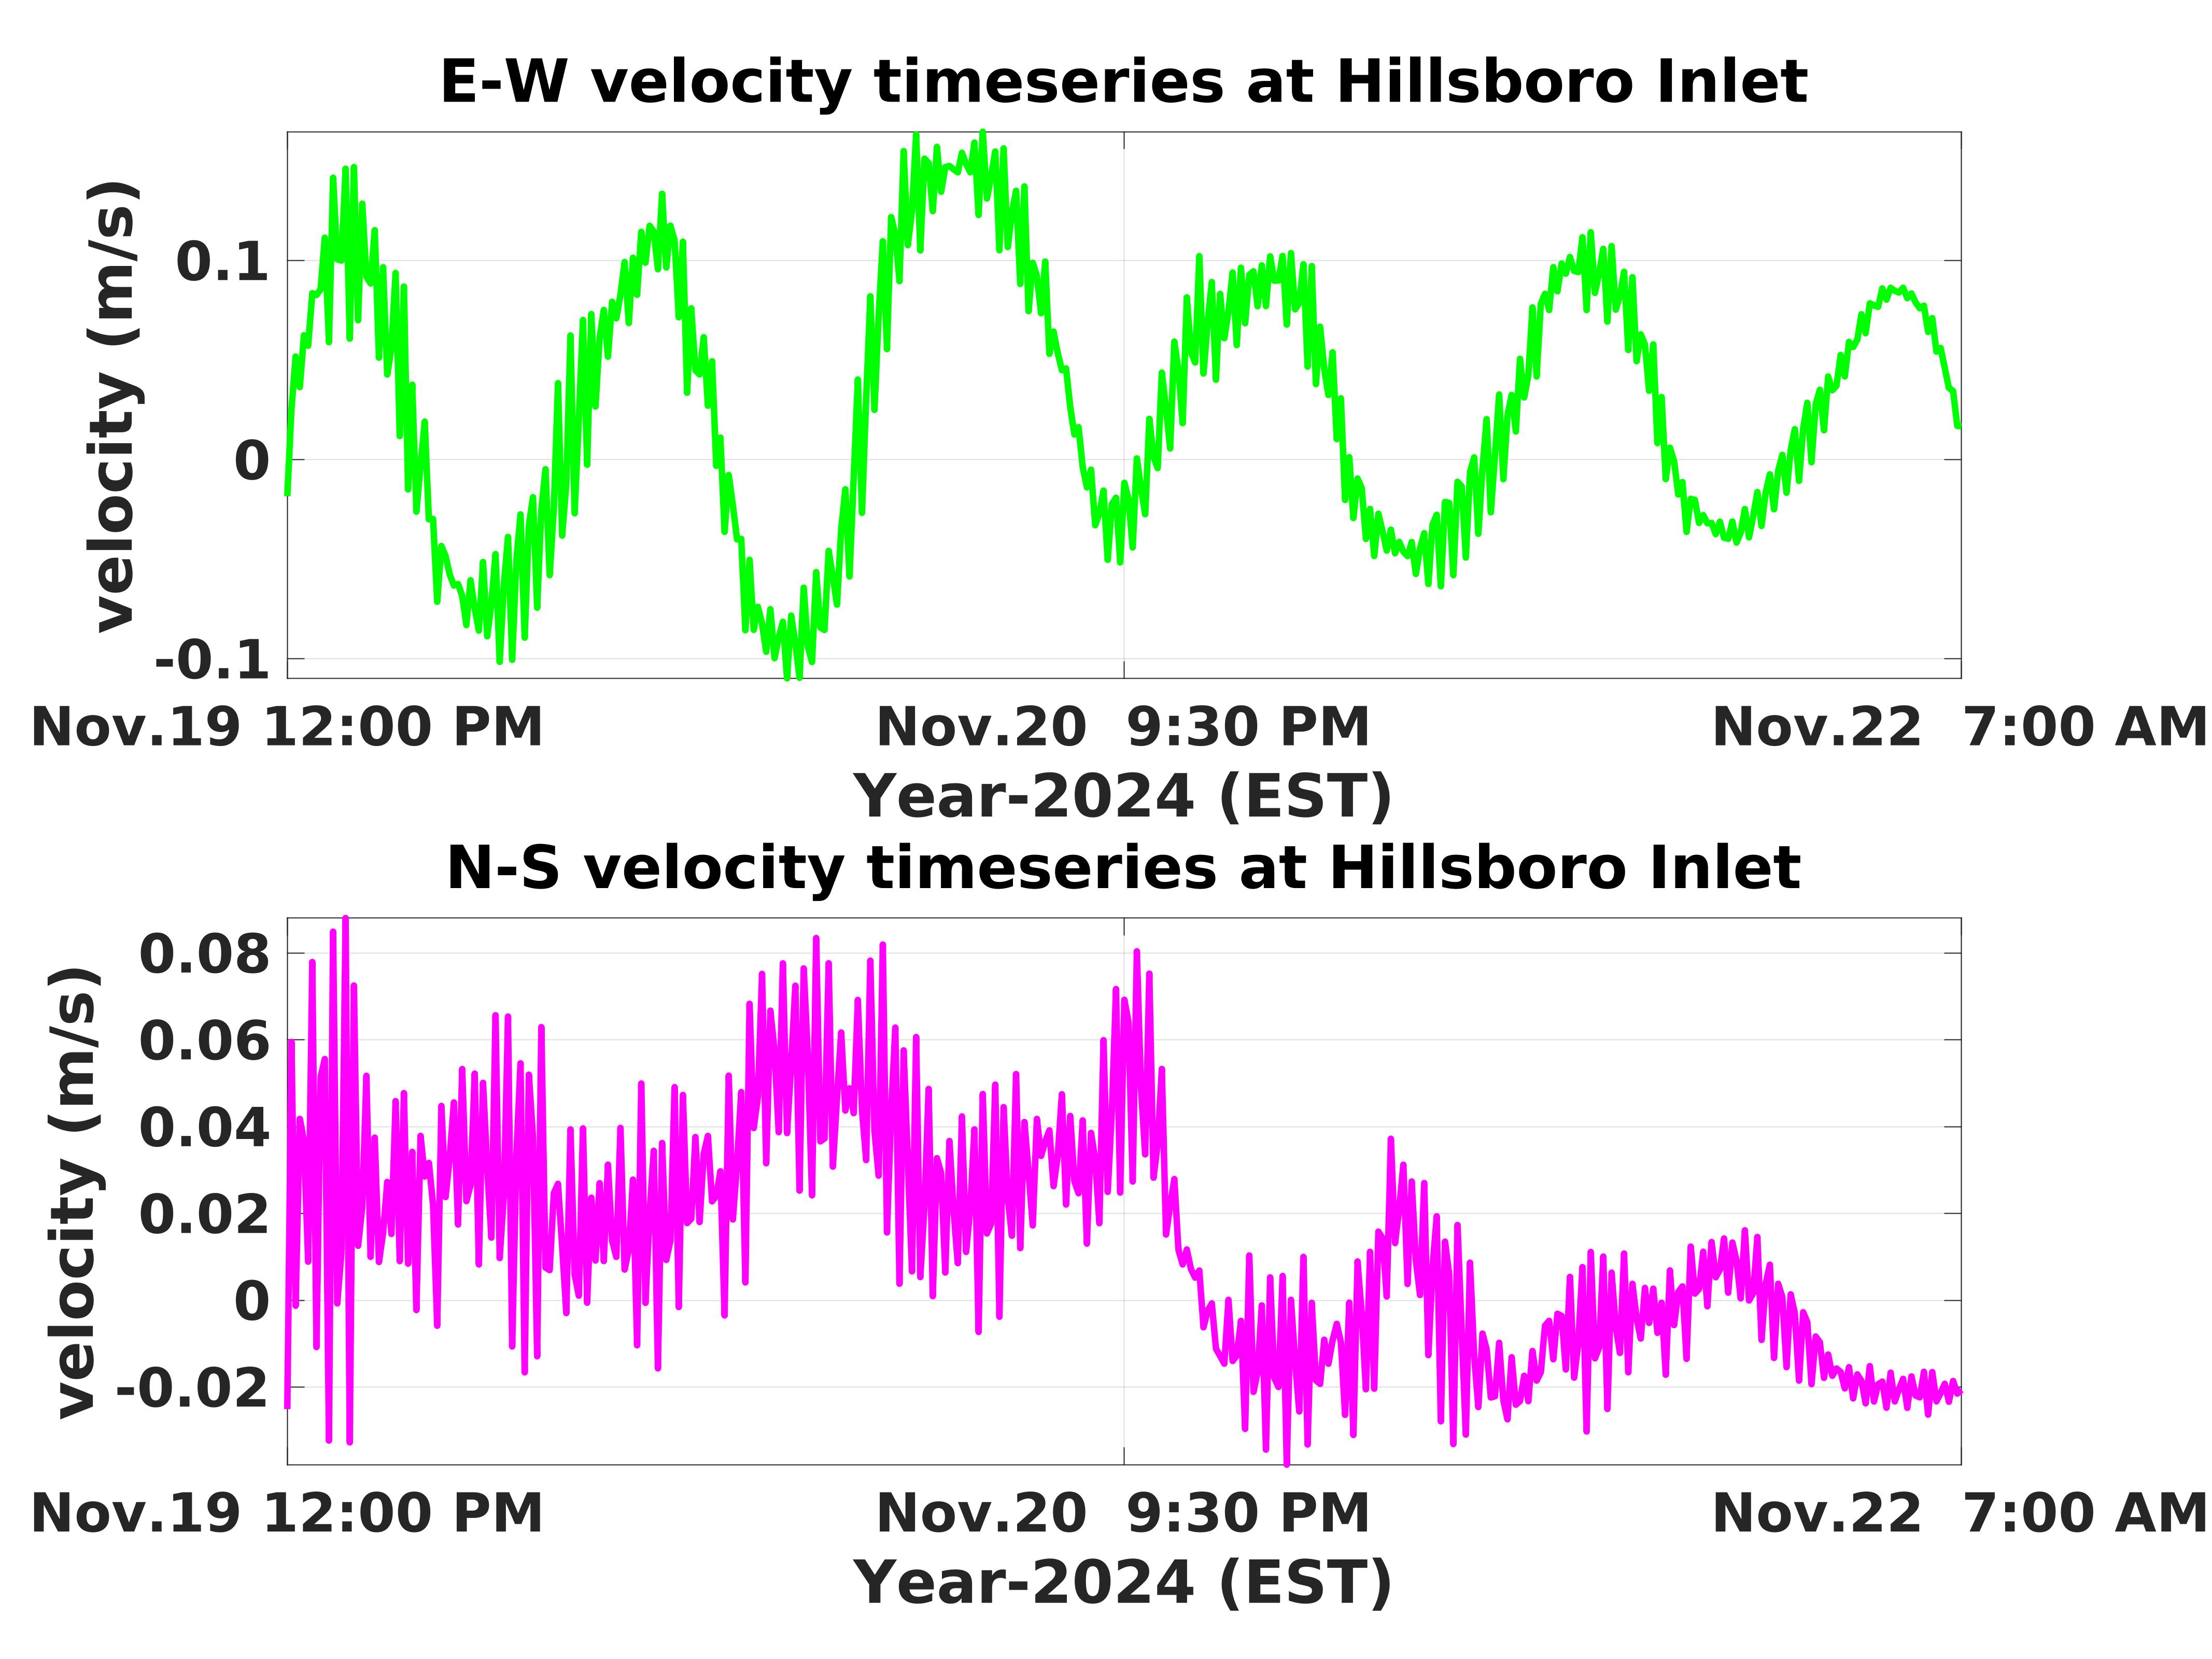 E-W velocity timeseries at Hillsboro Inlet
velocity (m/s)
0.1
0
-0.1
Nov.19 12:00 PM Nov.20 9:30 PM Nov.22 7:00 AM
Year-2024 (EST)
N-S velocity timeseries at Hillsboro Inlet
velocity (m/s)
0.08
0.06
0.04
0.02
0
-0.02
Nov.19 12:00 PM Nov.20 9:30 PM Nov.22 7:00 AM
Year-2024 (EST)